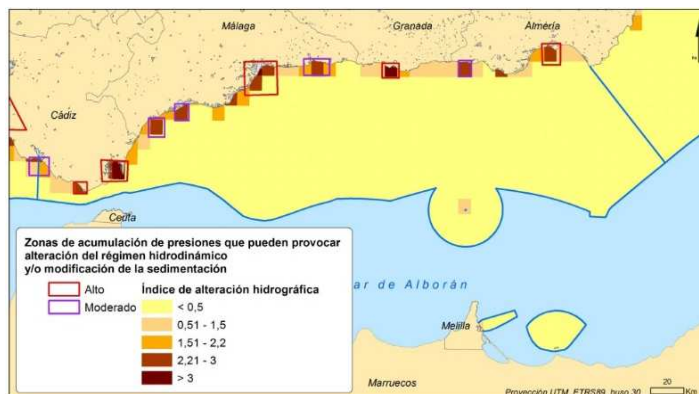 Málaga
Granada
Almería
Cádiz
Ceuta
Zonas de acumulación de presiones que pueden provocar
alteración del régimen hidrodinámico
y/o modificación de la sedimentación
Alto
Moderado
Índice de alteración hidrográfica
< 0,5
0,51 - 1,5
1,51 - 2,2
2,21 - 3
> 3
ar de Alborán
Melilla
Marruecos
20
Km
Proyección UTM, ETRS89, huso 30